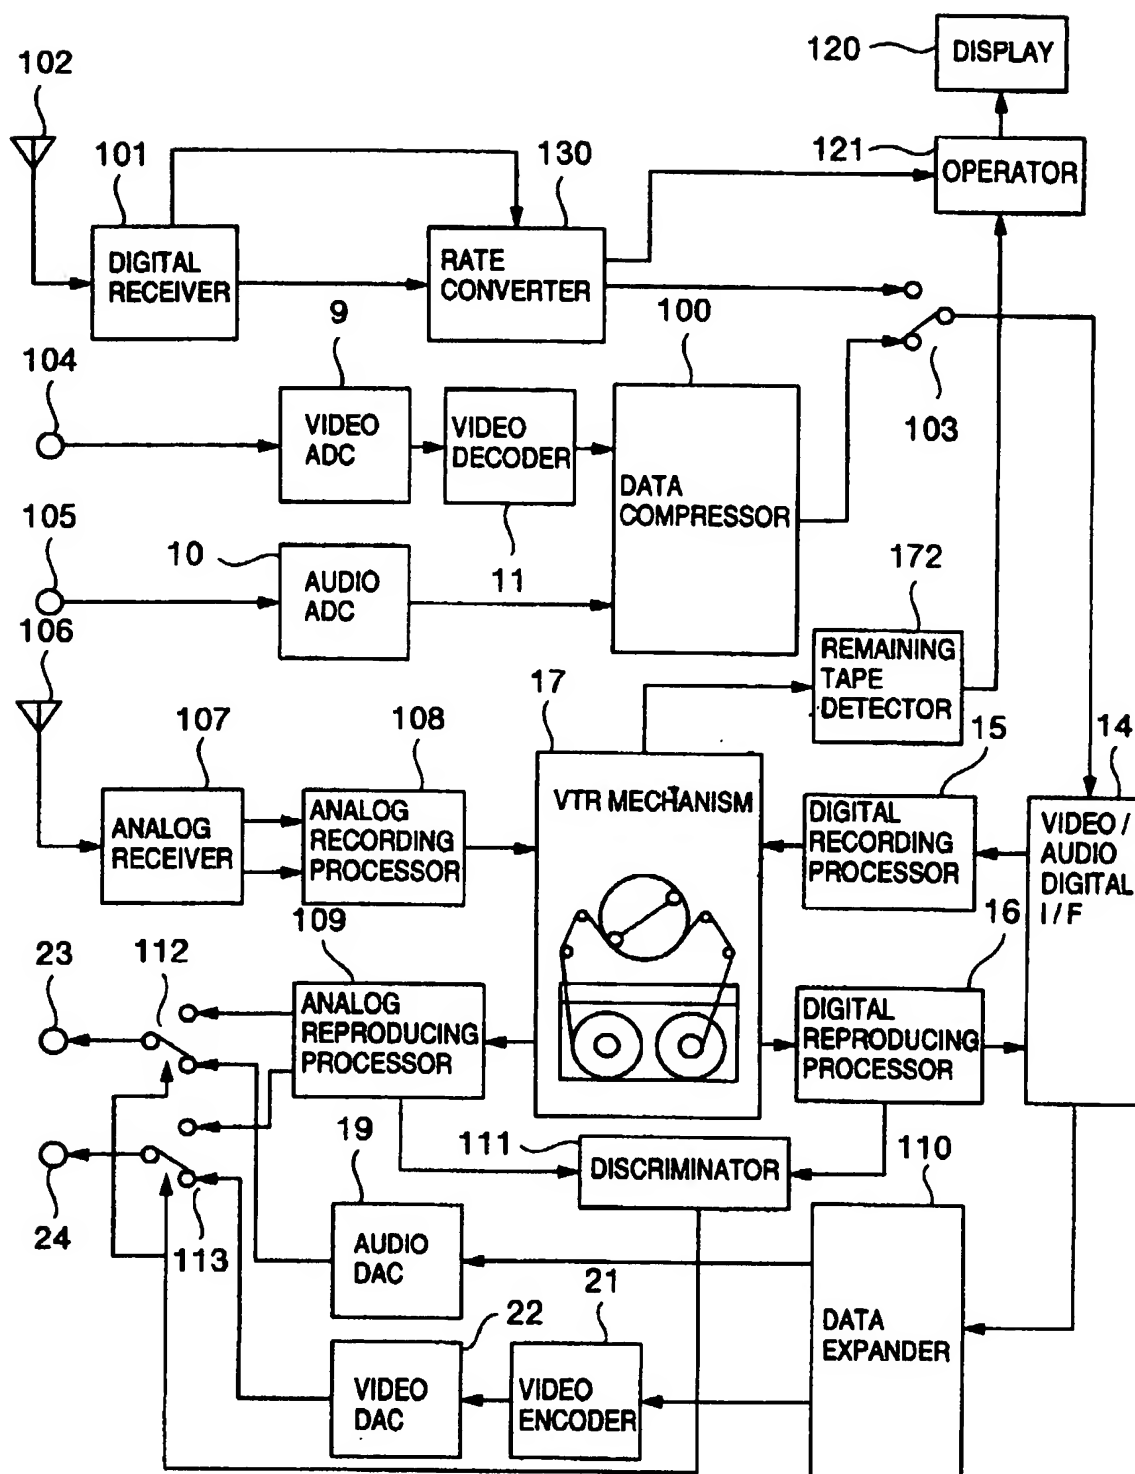 120
DISPLAY
102
101
130
121
OPERATOR
DIGITAL
RECEIVER
RATE
CONVERTER
9
100
103
104
VIDEO
ADC
VIDEO
DECODER
11
DATA
COMPRESSOR
105
10
AUDIO
ADC
172
REMAINING
TAPE
DETECTOR
106
107
108
17
15
14
ANALOG
RECEIVER
ANALOG
RECORDING
PROCESSOR
VTR MECHANISM
DIGITAL
RECORDING
PROCESSOR
VIDEO /
AUDIO
DIGITAL
I / F
109
16
23
112
ANALOG
REPRODUCING
PROCESSOR
DIGITAL
REPRODUCING
PROCESSOR
24
113
19
111
DISCRIMINATOR
110
AUDIO
DAC
22
21
VIDEO
DAC
VIDEO
ENCODER
DATA
EXPANDER